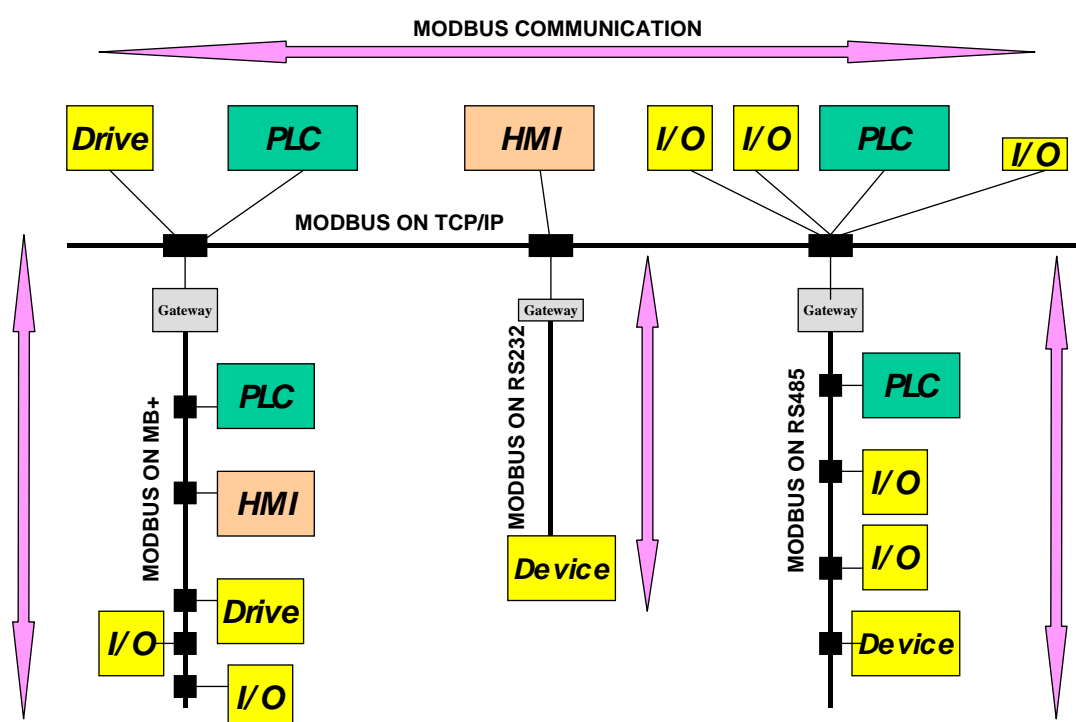 MODBUS COMMUNICATION
Drive
PLC
HMI
I/O
I/O
PLC
I/O
MODBUS ON TCP/IP
Gateway
Gateway
Gateway
MODBUS ON MB+
PLC
HMI
Drive
I/O
I/O
MODBUS ON RS232
Device
MODBUS ON RS485
PLC
I/O
I/O
Device